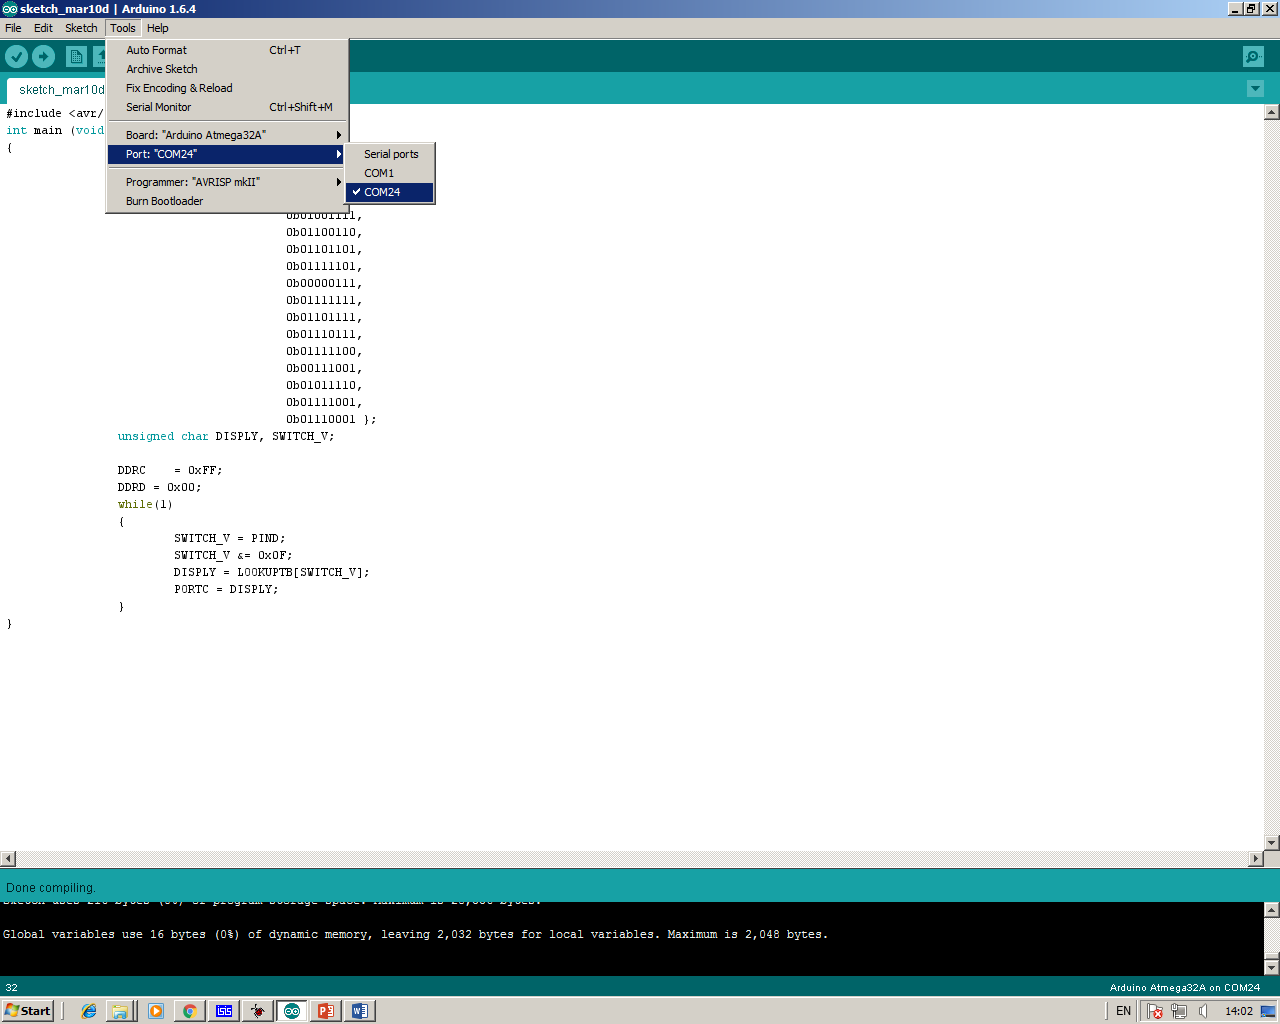 sketch_mar10d | Arduino 1.6.4
File Edit Sketch Tools Help
Auto Format Ctrl+T
Archive Sketch
Fix Encoding & Reload
Serial Monitor Ctrl+Shift+M
Board: "Arduino Atmega32A"
Port: "COM24"
Programmer: "AVRISP mkII"
Burn Bootloader
Serial ports
COM1
COM24
sketch_mar10d
#include <avr/
int main (void
{
0b01001111,
0b01100110,
0b01101101,
0b01111101,
0b00000111,
0b01111111,
0b01101111,
0b01110111,
0b01111100,
0b00111001,
0b01011110,
0b01111001,
0b01110001 };
unsigned char DISPLY, SWITCH_V;
DDRC = 0xFF;
DDRD = 0x00;
while(1)
{
SWITCH_V = PIND;
SWITCH_V &= 0x0F;
DISPLY = LOOKUPTB[SWITCH_V];
PORTC = DISPLY;
}
}
Done compiling.
Global variables use 16 bytes (0%) of dynamic memory, leaving 2,032 bytes for local variables. Maximum is 2,048 bytes.
32 Arduino Atmega32A on COM24
Start EN 14:02